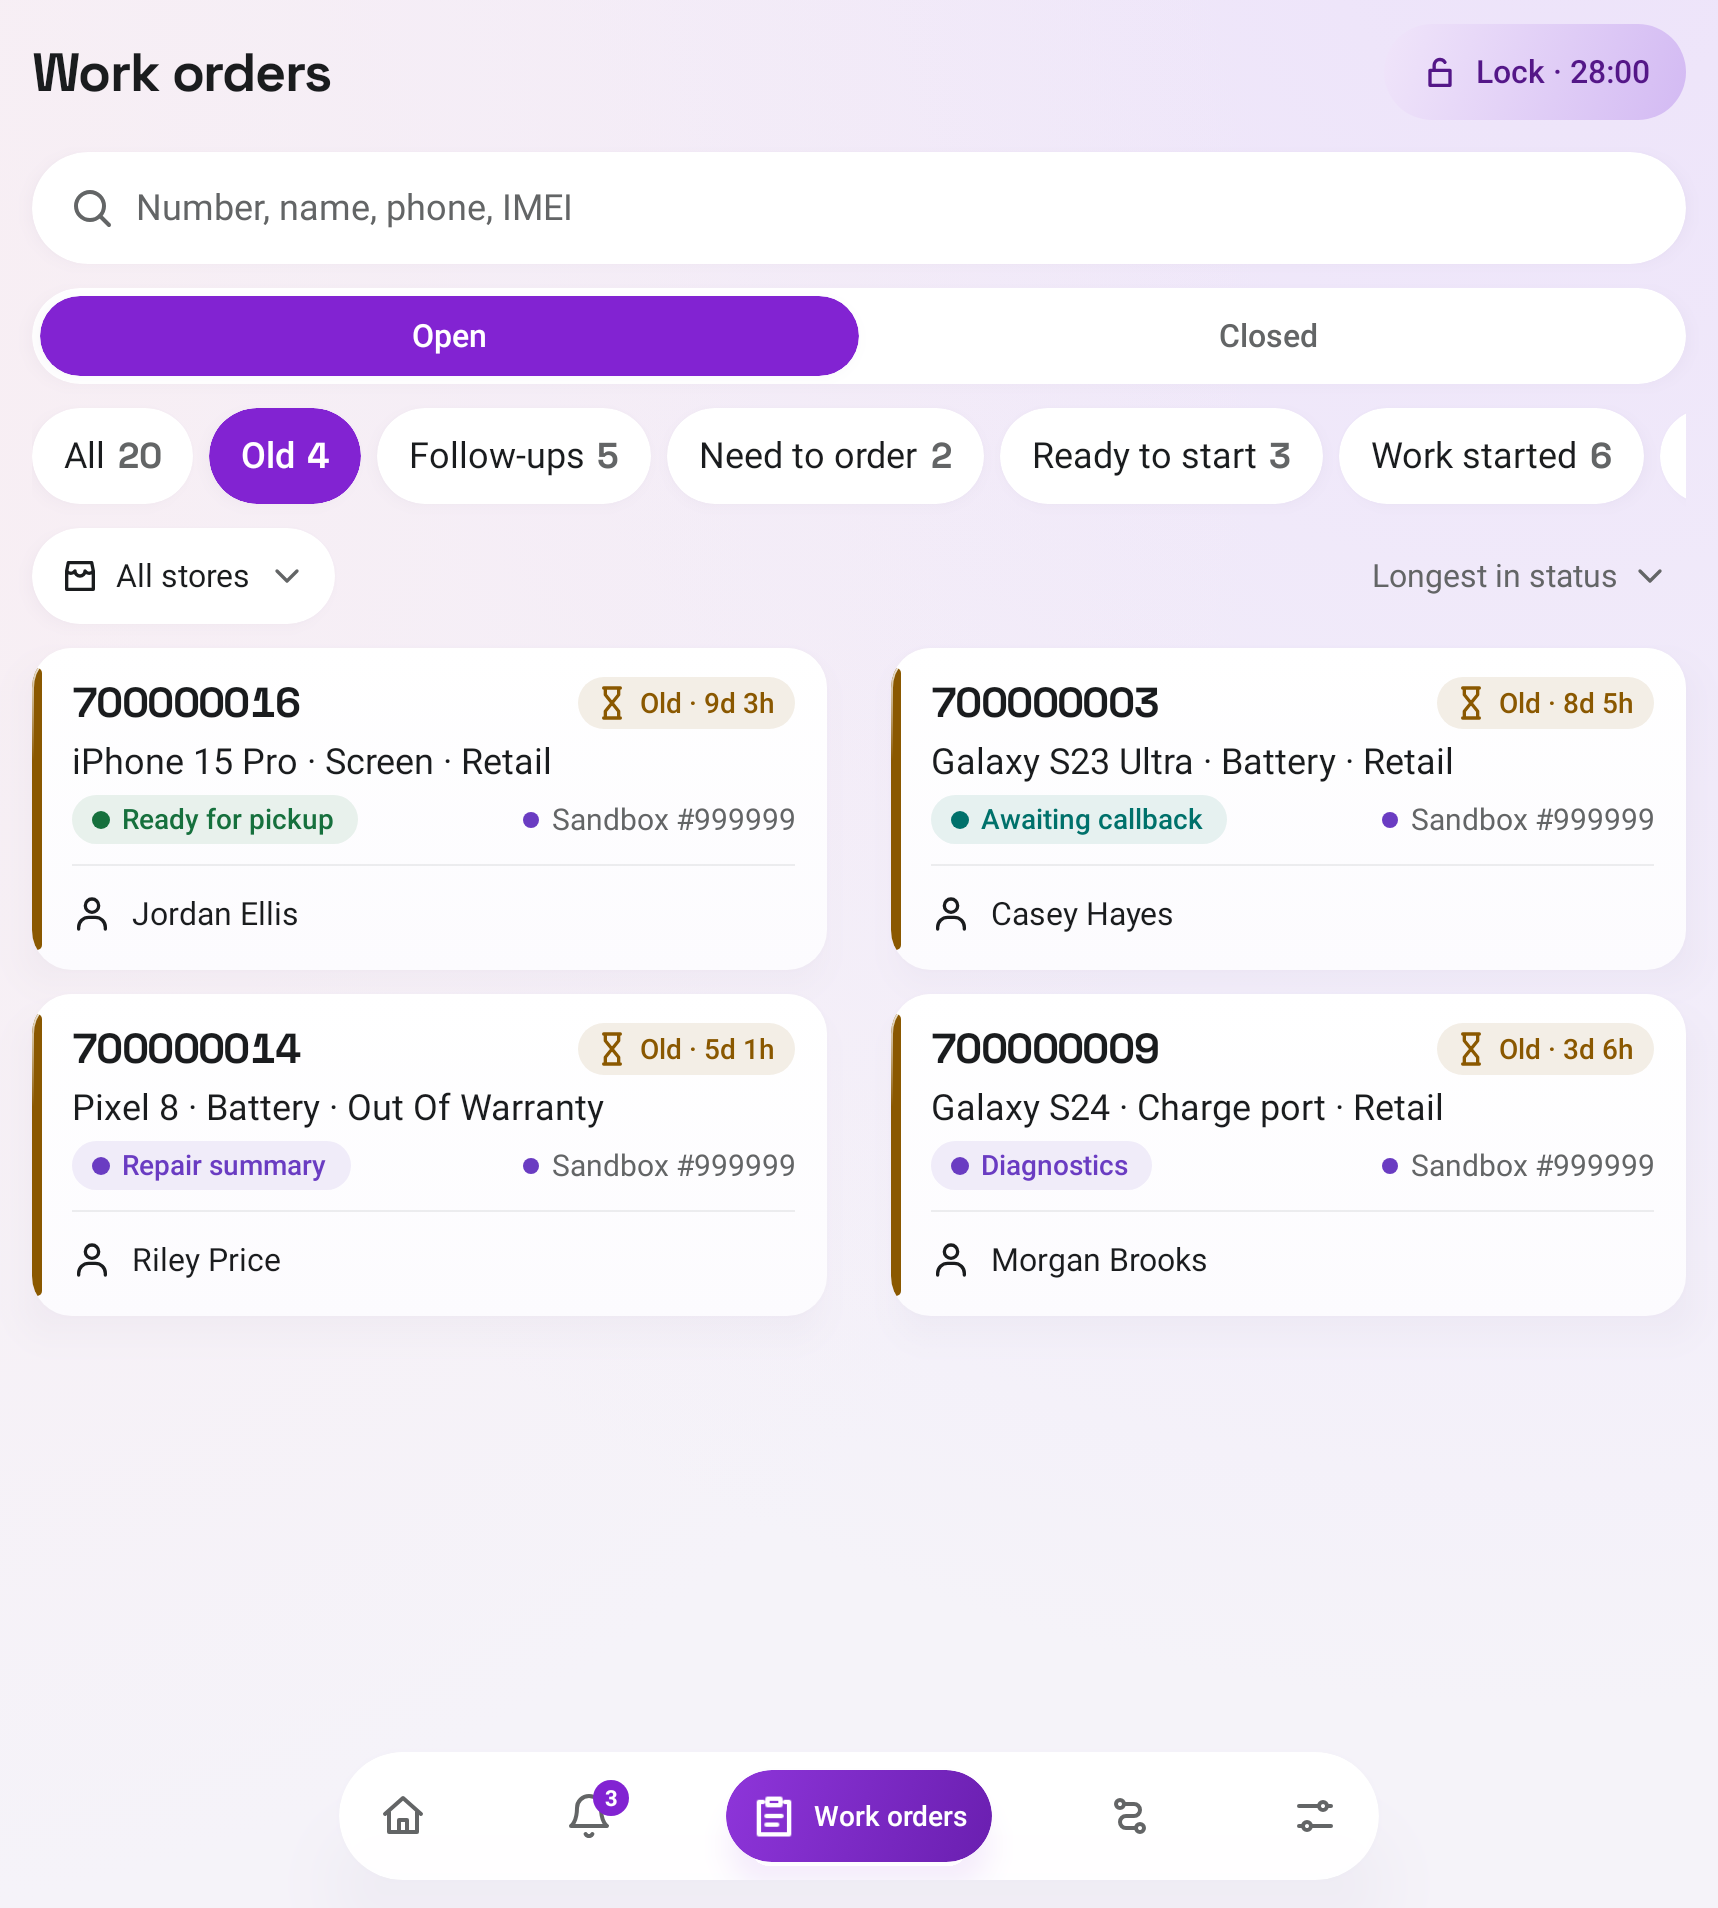 Work orders
Lock · 28:00
Number, name, phone, IMEI
Open
Closed
All 20
Old 4
Follow-ups 5
Need to order 2
Ready to start 3
Work started 6
All stores
Longest in status
700000016
Old · 9d 3h
iPhone 15 Pro · Screen · Retail
Ready for pickup
Sandbox #999999
Jordan Ellis
700000003
Old · 8d 5h
Galaxy S23 Ultra · Battery · Retail
Awaiting callback
Sandbox #999999
Casey Hayes
700000014
Old · 5d 1h
Pixel 8 · Battery · Out Of Warranty
Repair summary
Sandbox #999999
Riley Price
700000009
Old · 3d 6h
Galaxy S24 · Charge port · Retail
Diagnostics
Sandbox #999999
Morgan Brooks
3
Work orders